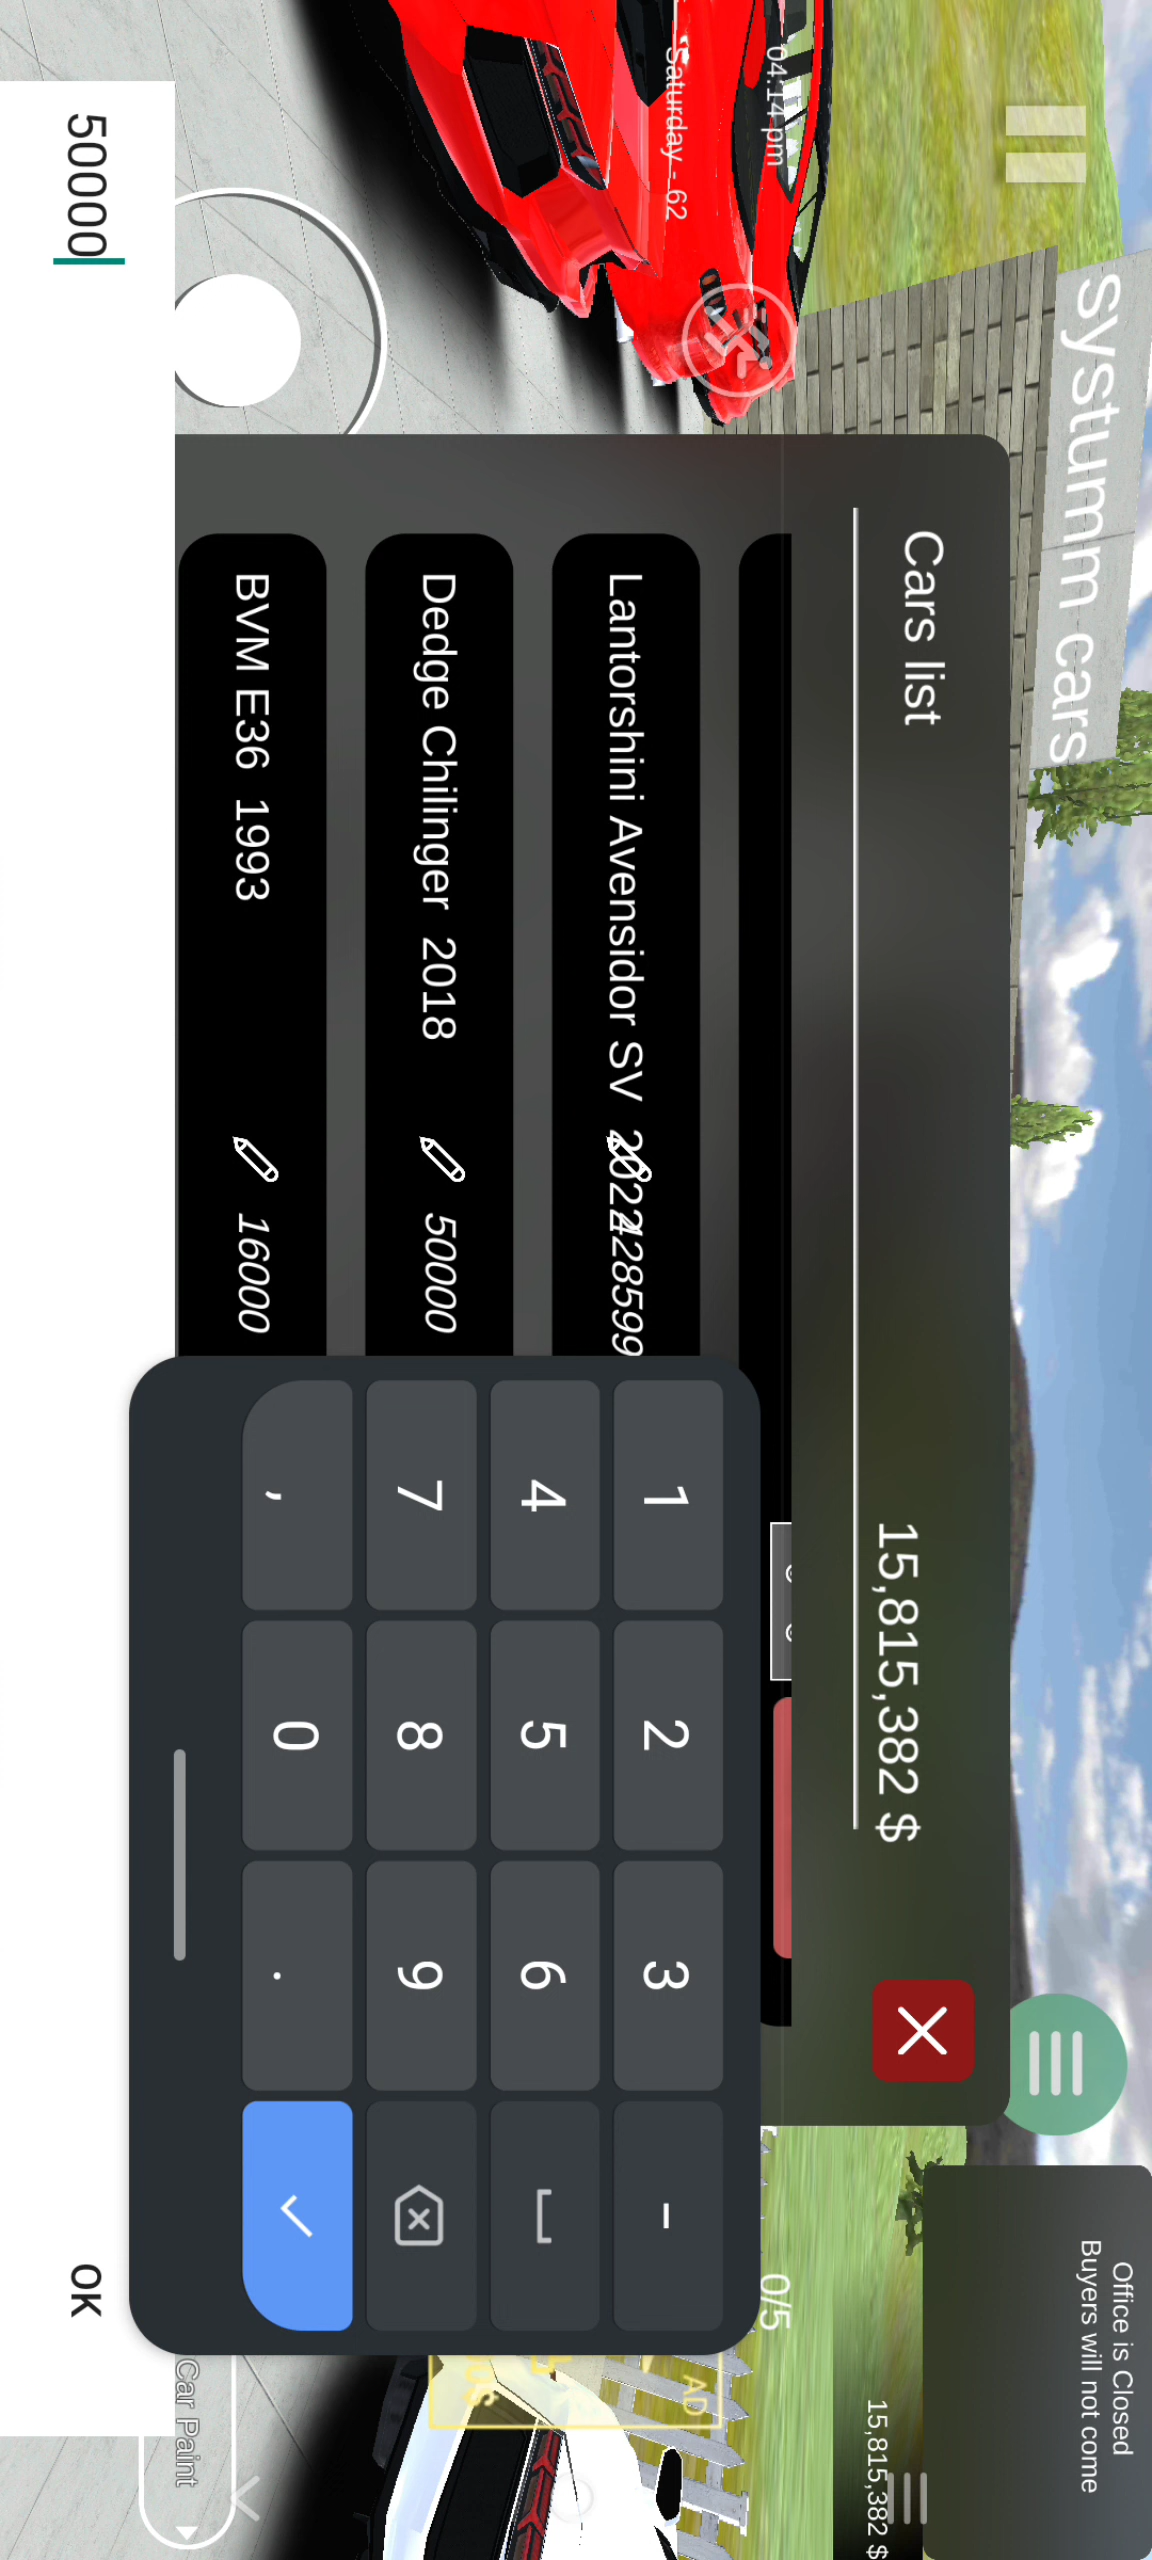 Office is Closed
Buyers will not come
Systumm cars
04:14 pm
Saturday - 62
Cars list
15,815,382 $
15,815,382 $
Lantorshini Avensidor SV 2022
428599
Dedge Chilinger 2018
50000
BVM E36 1993
16000
0/5
AD
1 2 3 -
4 5 6
7 8 9
, 0 .
Car Paint
50000
OK